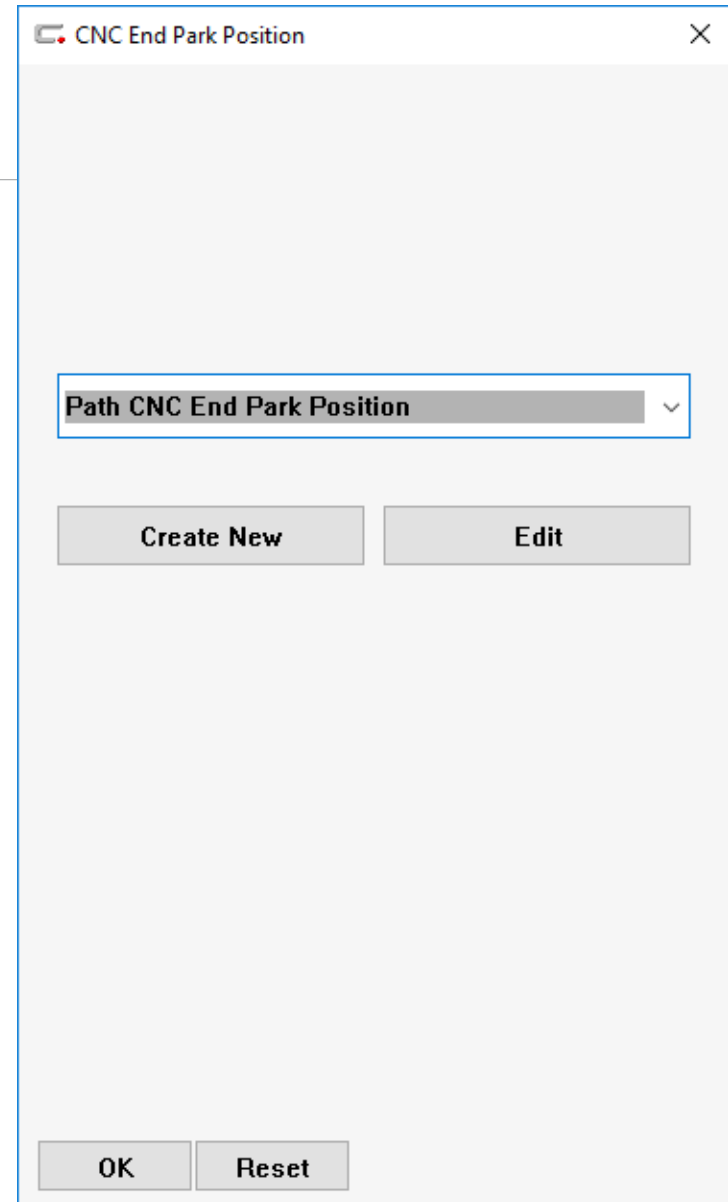 CNC End Park Position
Path CNC End Park Position
Create New
Edit
OK
Reset